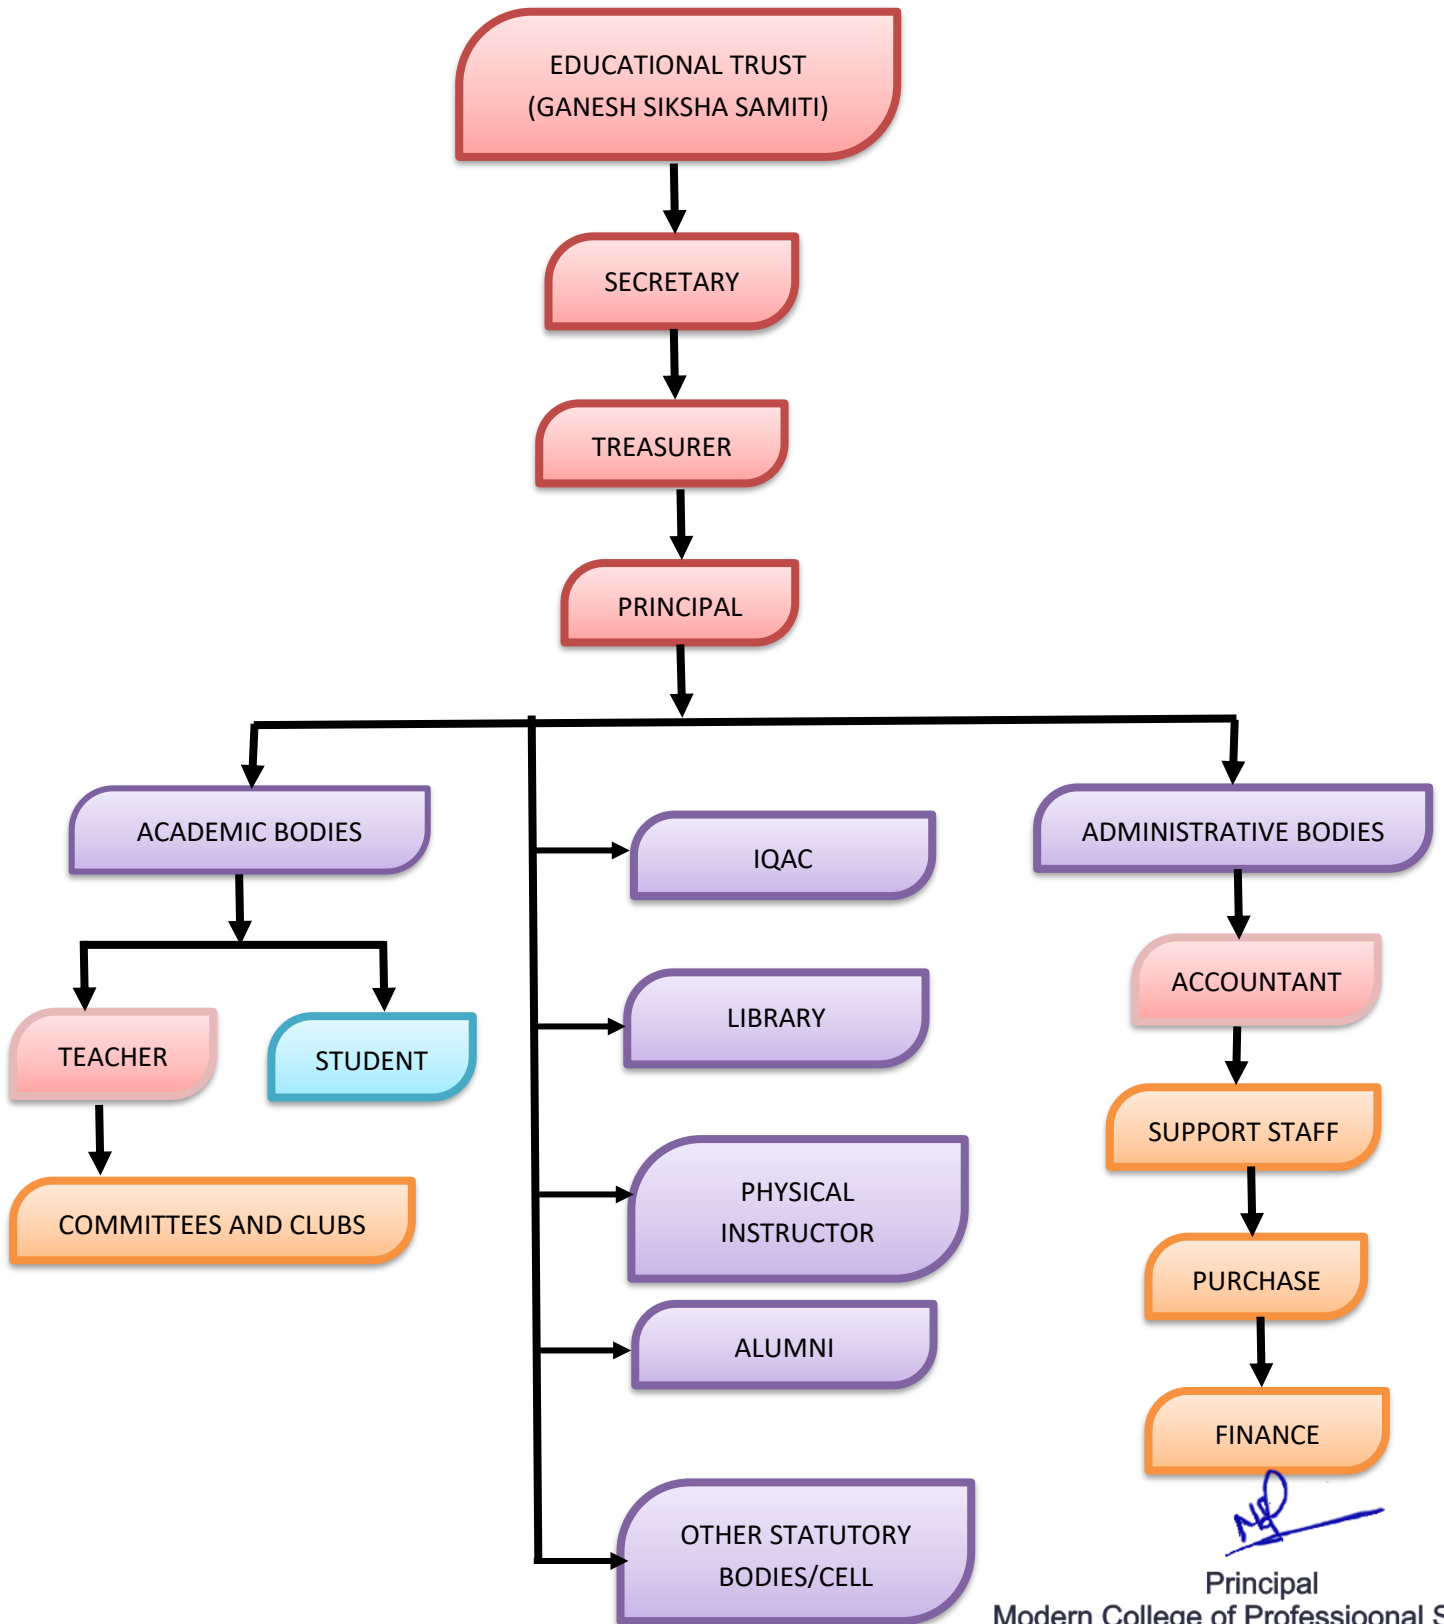 EDUCATIONAL TRUST
(GANESH SIKSHA SAMITI)
SECRETARY
TREASURER
PRINCIPAL
ACADEMIC BODIES
IQAC
ADMINISTRATIVE BODIES
LIBRARY
ACCOUNTANT
TEACHER
STUDENT
SUPPORT STAFF
PHYSICAL
INSTRUCTOR
COMMITTEES AND CLUBS
PURCHASE
ALUMNI
FINANCE
OTHER STATUTORY
BODIES/CELL
Principal
Modern College of Professioonal S